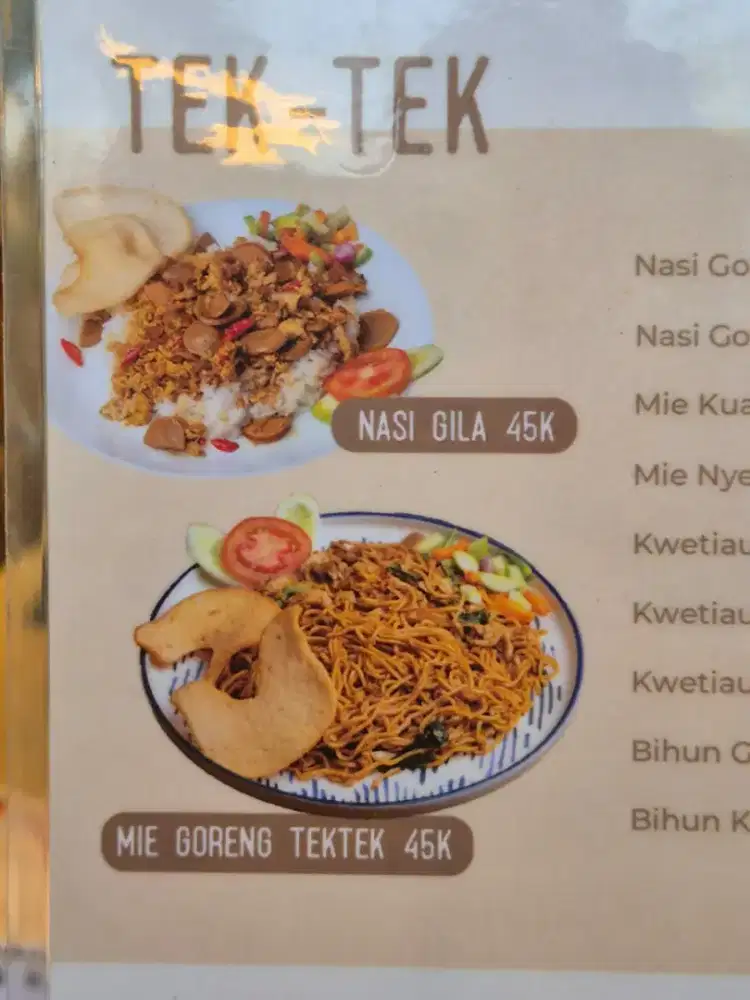 TEK-TEK
NASI GILA 45K
MIE GORENG TEKTEK 45K
Nasi Go
Nasi Go
Mie Kua
Mie Nye
Kwetiau
Kwetiau
Kwetiau
Bihun G
Bihun K